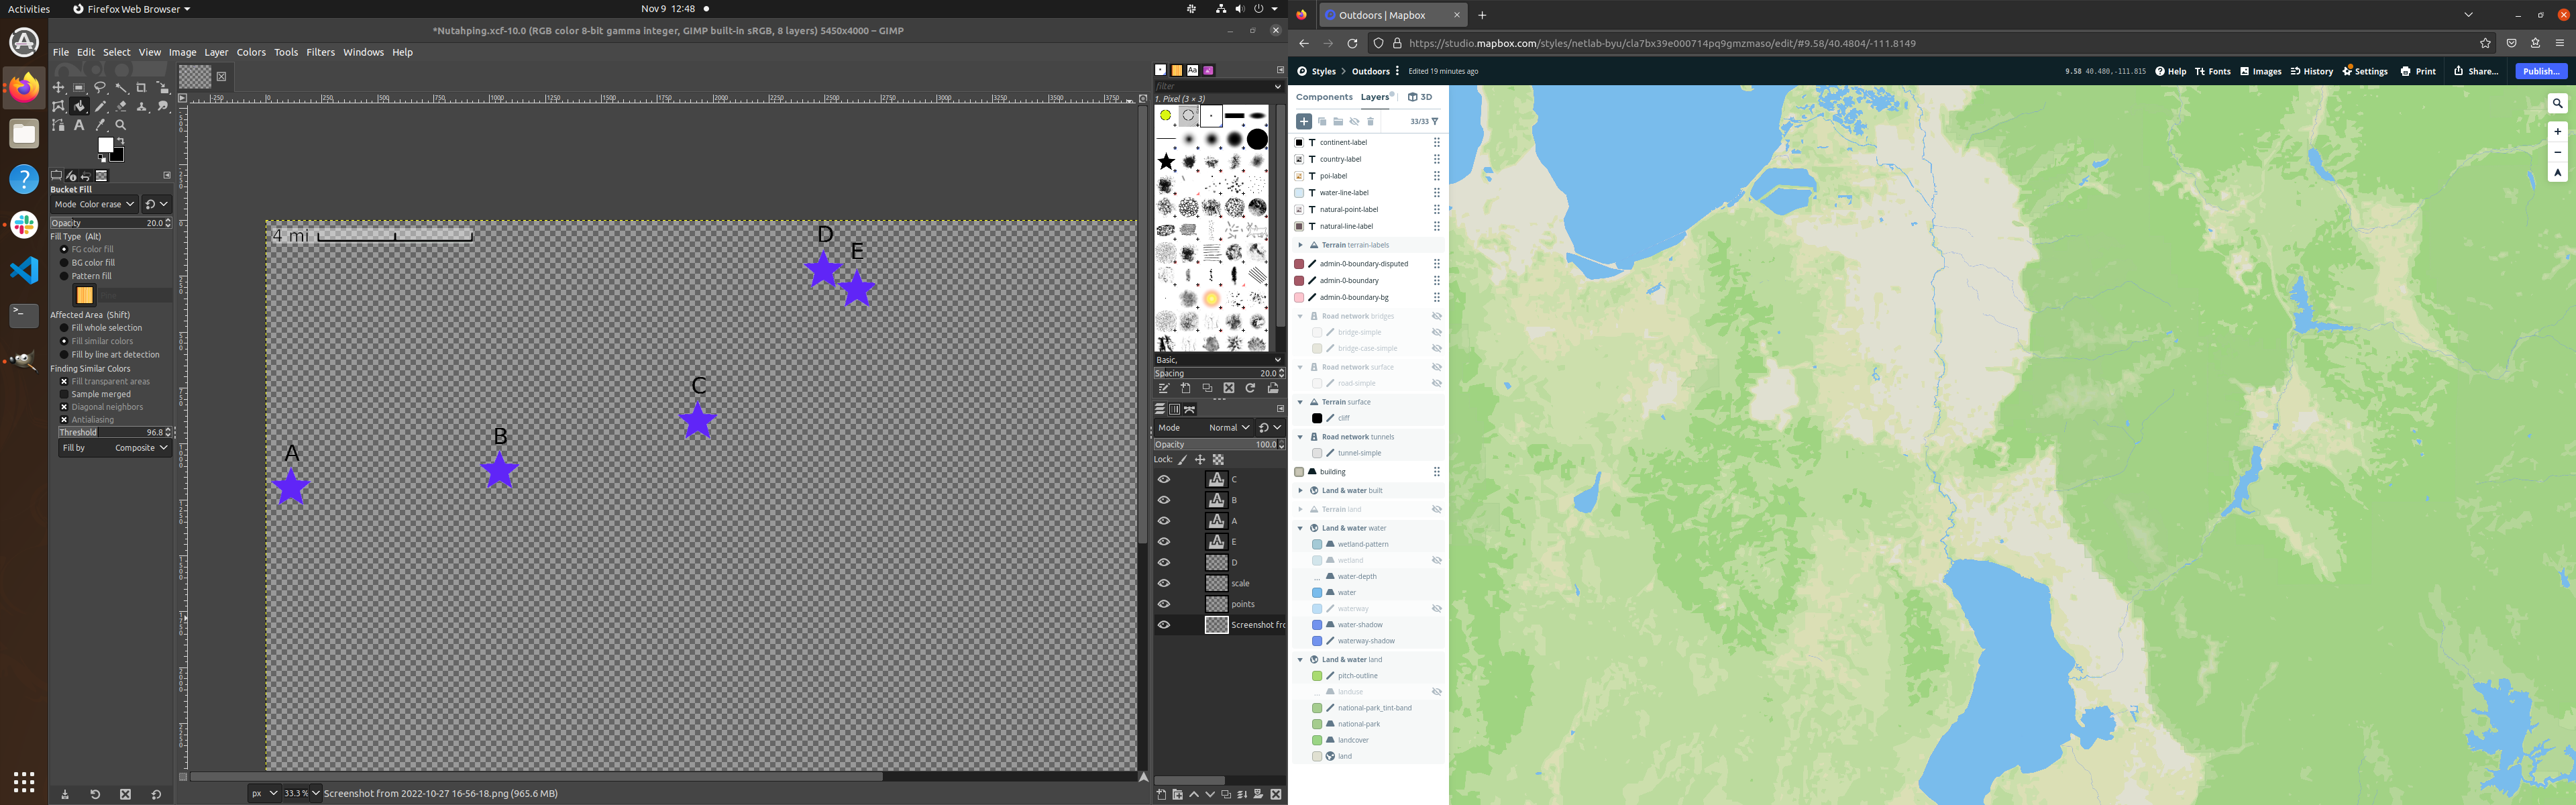 Activities
Firefox Web Browser
Nov 9 12:48
*Nutahping.xcf-10.0 (RGB color 8-bit gamma integer, GIMP built-in sRGB, 8 layers) 5450x4000 – GIMP
File Edit Select View Image Layer Colors Tools Filters Windows Help
Bucket Fill
Mode Color erase
Opacity 20.0
Fill Type (Alt)
FG color fill
BG color fill
Pattern fill
Affected Area (Shift)
Fill whole selection
Fill similar colors
Fill by line art detection
Finding Similar Colors
Fill transparent areas
Sample merged
Diagonal neighbors
Antialiasing
Threshold 96.8
Fill by Composite
4 mi
D
E
C
B
A
px 33.3 % Screenshot from 2022-10-27 16-56-18.png (965.6 MB)
filter
1. Pixel (3 × 3)
Basic,
Spacing 20.0
Mode Normal
Opacity 100.0
Lock:
C
B
A
E
D
scale
points
Screenshot fro
Outdoors | Mapbox
https://studio.mapbox.com/styles/netlab-byu/cla7bx39e000714pq9gmzmaso/edit/#9.58/40.4804/-111.8149
Styles > Outdoors Edited 19 minutes ago
9.58 40.480,-111.815 Help Fonts Images History Settings Print Share... Publish...
Components Layers 3D
33/33
continent-label
country-label
poi-label
water-line-label
natural-point-label
natural-line-label
Terrain terrain-labels
admin-0-boundary-disputed
admin-0-boundary
admin-0-boundary-bg
Road network bridges
bridge-simple
bridge-case-simple
Road network surface
road-simple
Terrain surface
cliff
Road network tunnels
tunnel-simple
building
Land & water built
Terrain land
Land & water water
wetland-pattern
wetland
water-depth
water
waterway
water-shadow
waterway-shadow
Land & water land
pitch-outline
landuse
national-park_tint-band
national-park
landcover
land